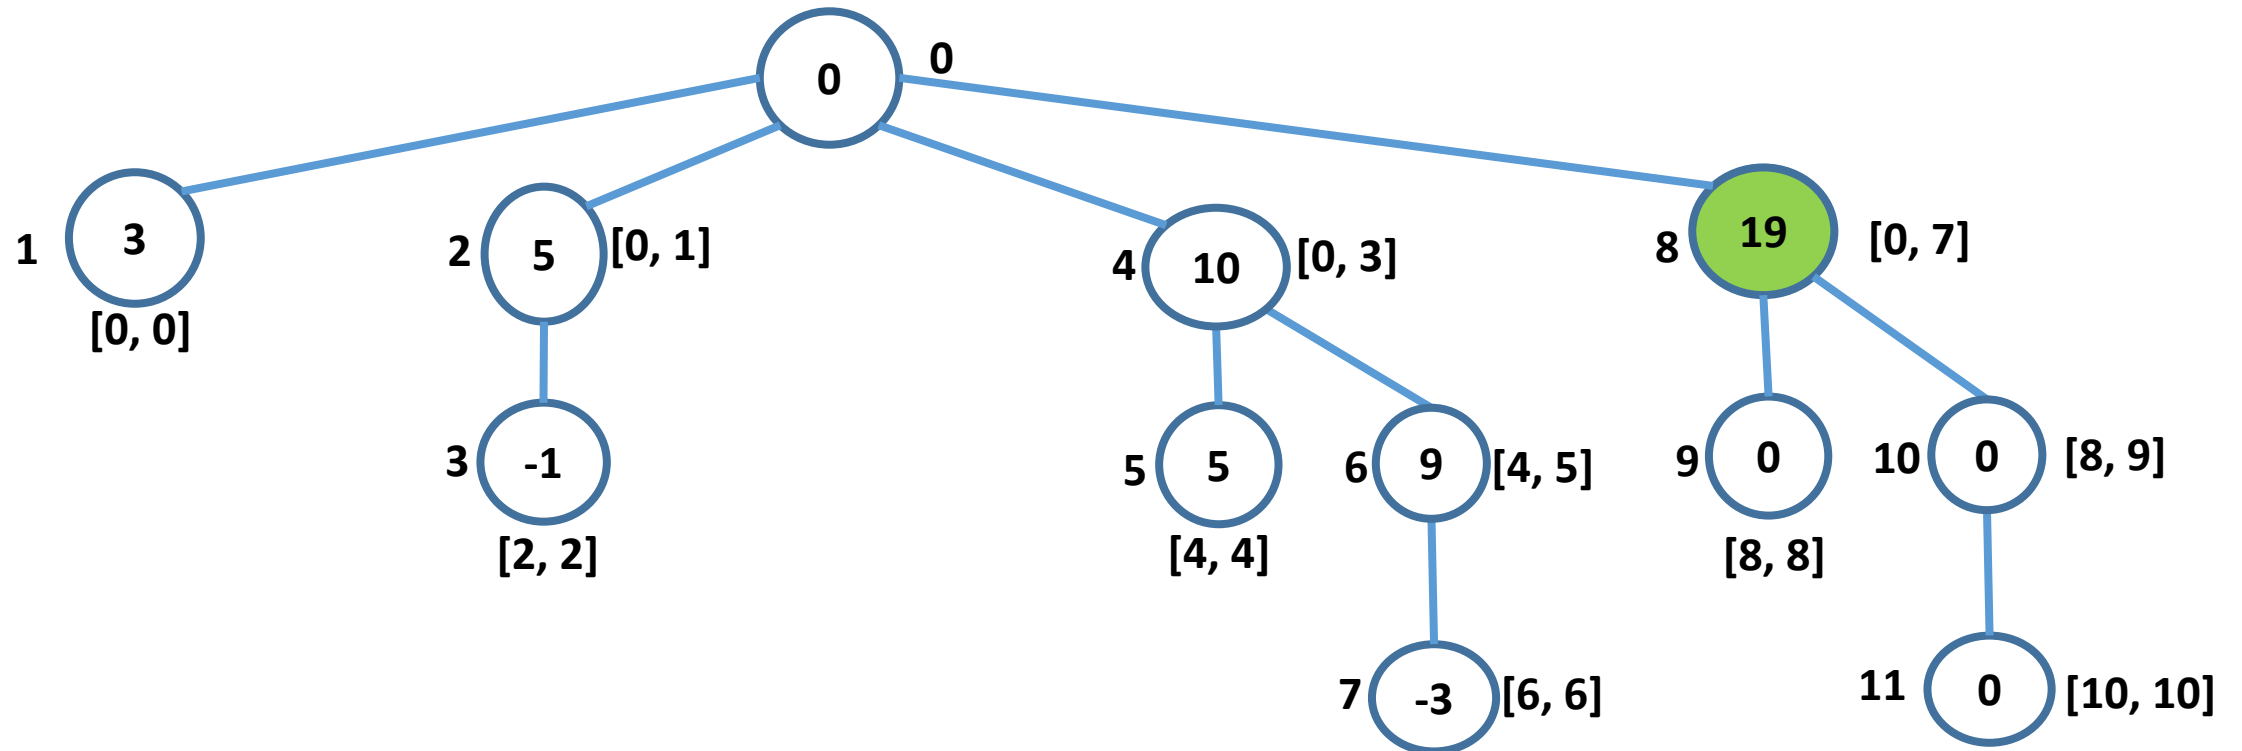 0 0
1 3 [0, 0]
2 5 [0, 1]
4 10 [0, 3]
8 19 [0, 7]
3 -1 [2, 2]
5 5 [4, 4]
6 9 [4, 5]
9 0 [8, 8]
10 0 [8, 9]
7 -3 [6, 6]
11 0 [10, 10]